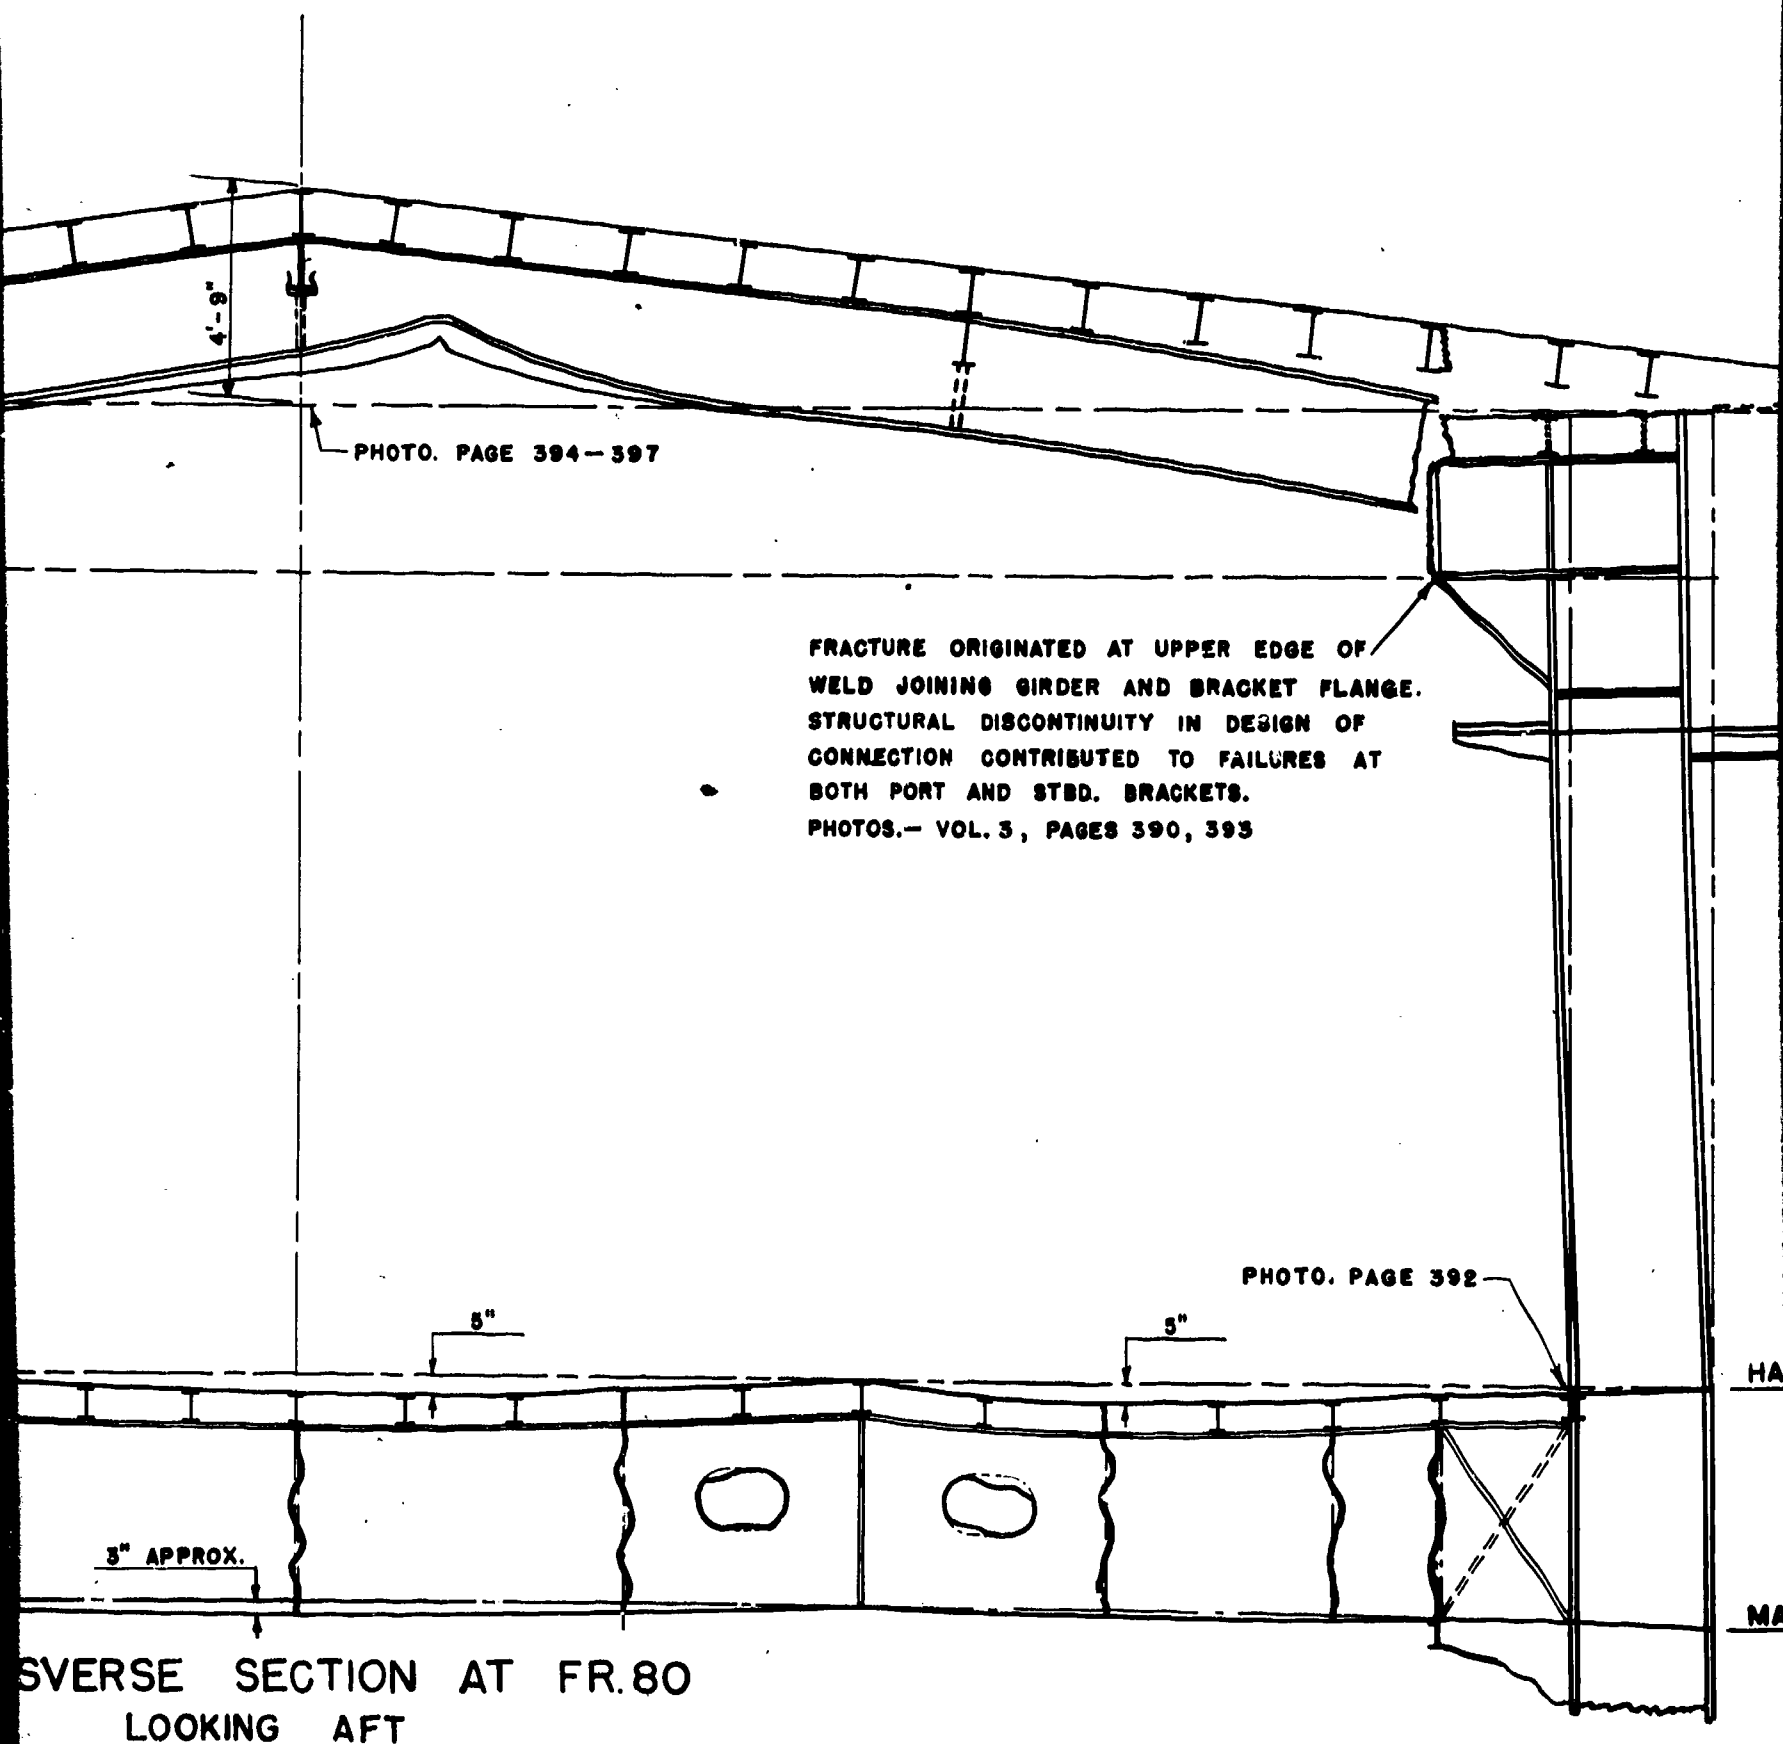 4'-9"
PHOTO. PAGE 394-397
FRACTURE ORIGINATED AT UPPER EDGE OF
WELD JOINING GIRDER AND BRACKET FLANGE.
STRUCTURAL DISCONTINUITY IN DESIGN OF
CONNECTION CONTRIBUTED TO FAILURES AT
BOTH PORT AND STBD. BRACKETS.
PHOTOS.- VOL. 3, PAGES 390, 393
PHOTO. PAGE 392
5"
5"
HA
3" APPROX.
MA
SVERSE SECTION AT FR.80
LOOKING AFT